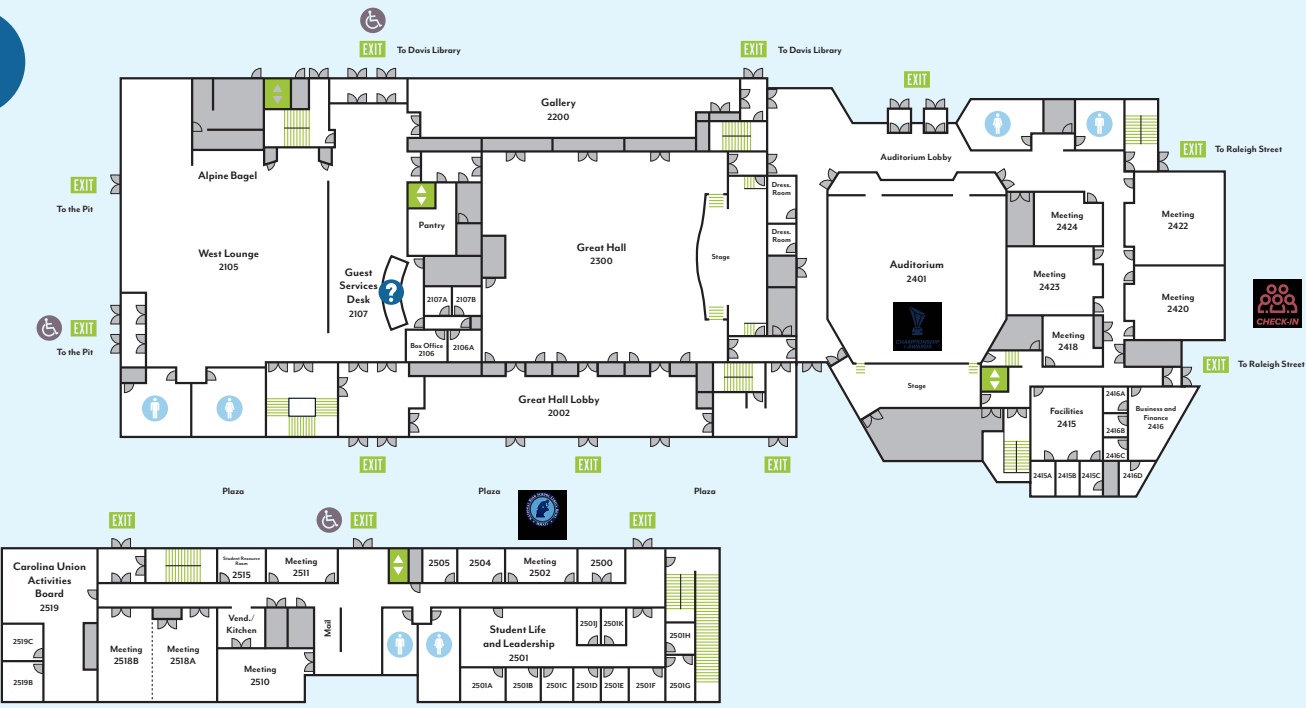 EXIT
To Davis Library
EXIT
To Davis Library
EXIT
Gallery
2200
Auditorium Lobby
EXIT
To Raleigh Street
EXIT
To the Pit
Alpine Bagel
Pantry
Dress.
Room
Dress.
Room
Meeting
2424
Meeting
2422
West Lounge
2105
Great Hall
2300
Stage
Auditorium
2401
Meeting
2423
Guest
Services
Desk
2107
?
2107A
2107B
Meeting
2420
CHECK-IN
EXIT
To the Pit
Box Office
2106
2106A
CHAMPIONSHIP
+ AWARDS
Meeting
2418
EXIT
To Raleigh Street
Stage
Great Hall Lobby
2002
Facilities
2415
2416A
2416B
2416C
Business and
Finance
2416
2415A
2415B
2415C
2416D
EXIT
EXIT
EXIT
Plaza
Plaza
Plaza
EXIT
EXIT
EXIT
Carolina Union
Activities
Board
2519
Student Resource
Room
2515
Meeting
2511
2505
2504
Meeting
2502
2500
2519C
2519B
Meeting
2518B
Meeting
2518A
Vend./
Kitchen
Mail
Meeting
2510
Student Life
and Leadership
2501
2501J
2501K
2501H
2501A
2501B
2501C
2501D
2501E
2501F
2501G